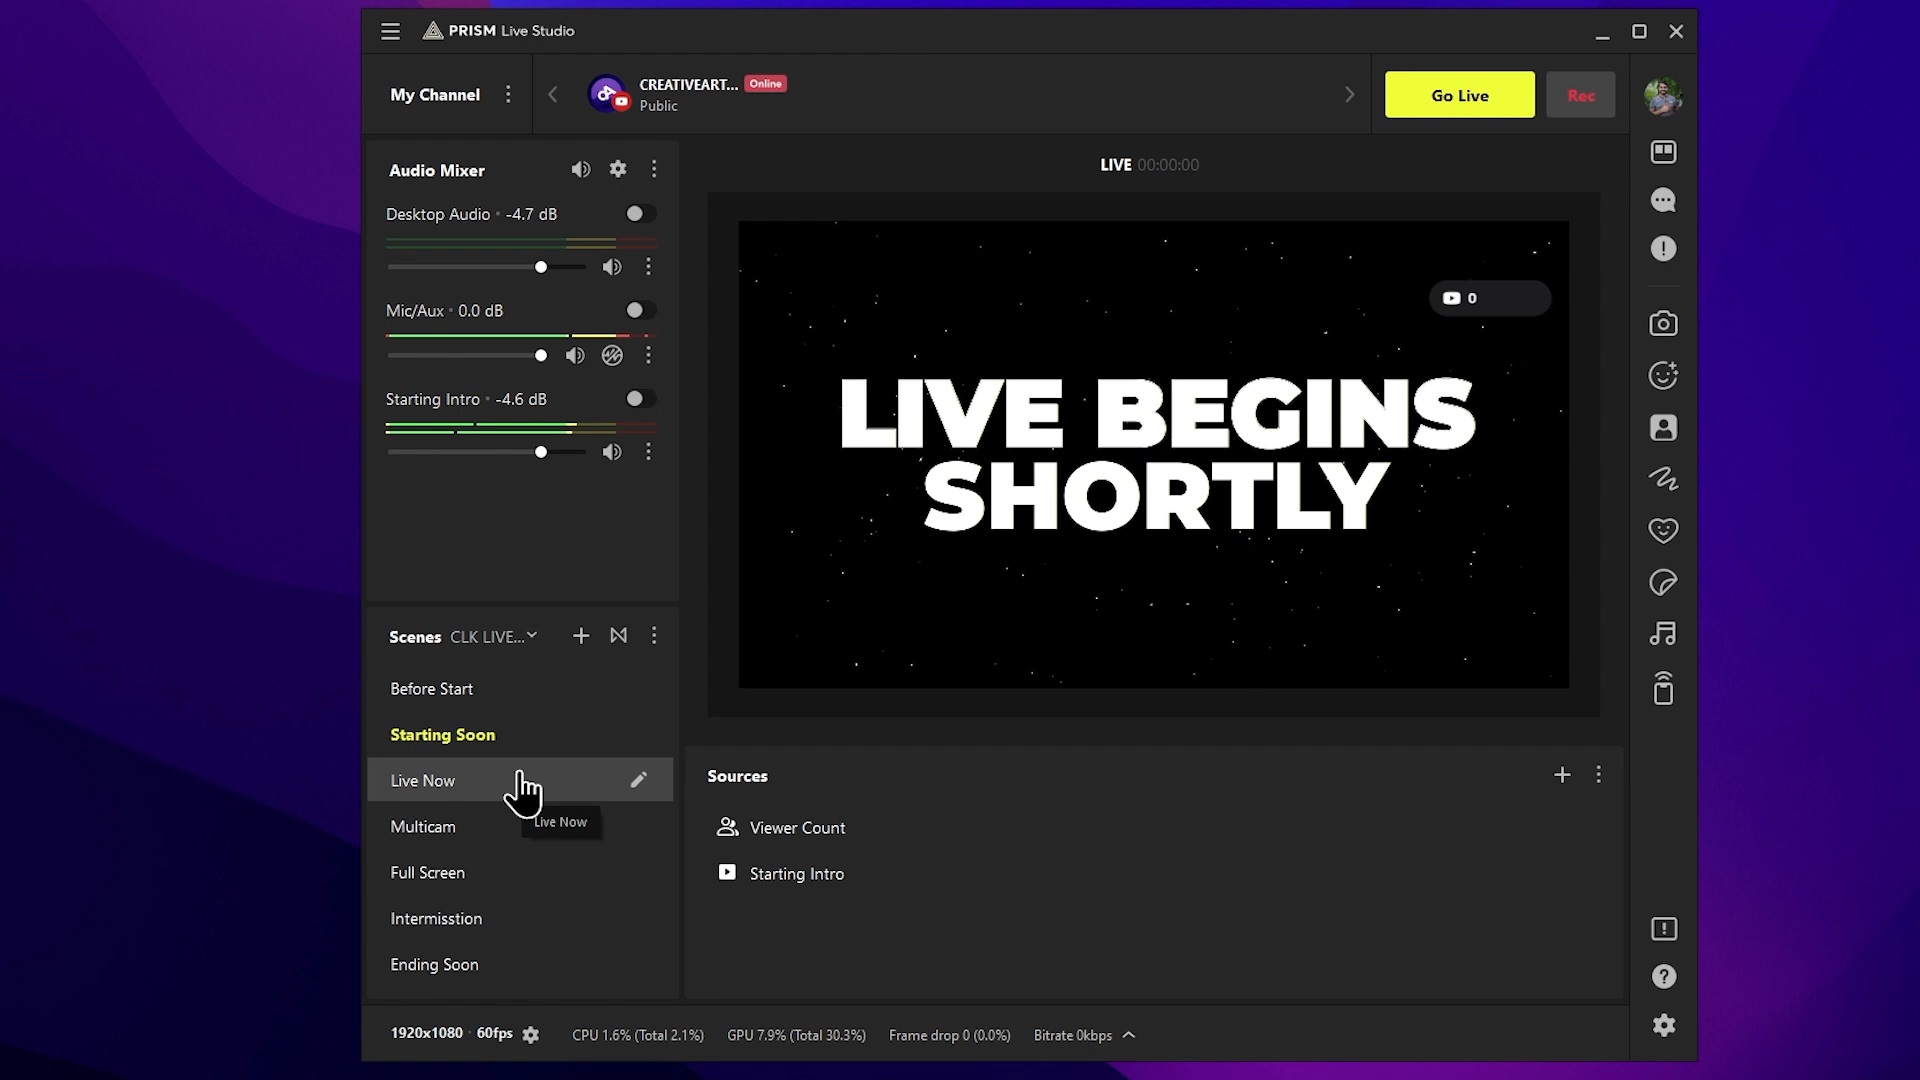 PRISM Live Studio
My Channel
CREATIVEART... Online
Public
Go Live
Rec
Audio Mixer
Desktop Audio • -4.7 dB
Mic/Aux • 0.0 dB
Starting Intro • -4.6 dB
LIVE 00:00:00
0
LIVE BEGINS
SHORTLY
Scenes CLK LIVE...
Before Start
Starting Soon
Live Now
Live Now
Multicam
Full Screen
Intermisstion
Ending Soon
Sources
Viewer Count
Starting Intro
1920x1080 · 60fps
CPU 1.6% (Total 2.1%)
GPU 7.9% (Total 30.3%)
Frame drop 0 (0.0%)
Bitrate 0kbps